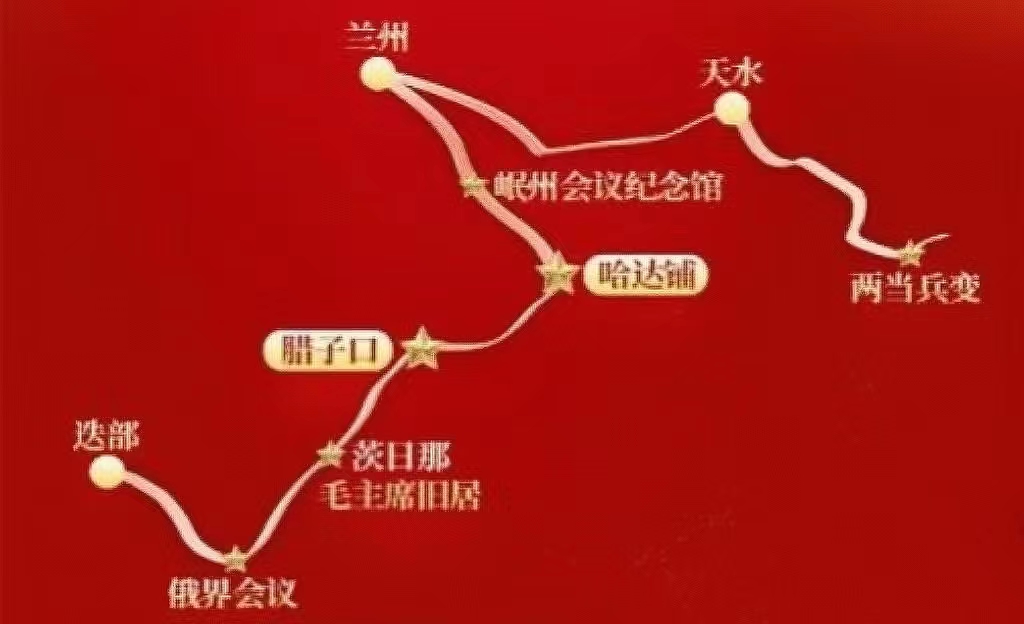 兰州
天水
岷州会议纪念馆
哈达铺
两当兵变
腊子口
迭部
茨日那
毛主席旧居
俄界会议